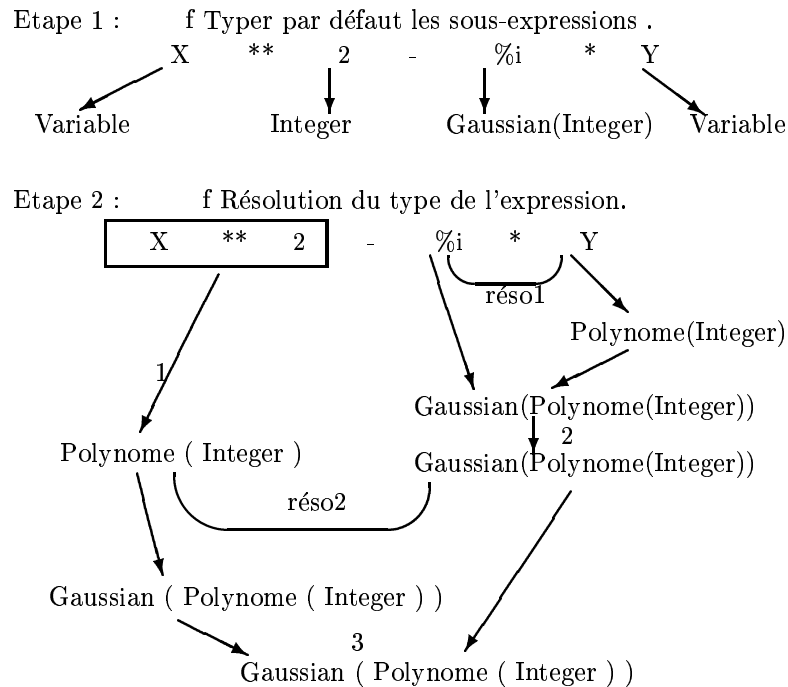 Etape 1 : f Typer par défaut les sous-expressions .
X ** 2 - %i * Y
Variable Integer Gaussian(Integer) Variable
Etape 2 : f Résolution du type de l'expression.
X ** 2 - %i * Y
réso1
Polynome(Integer)
1
Gaussian(Polynome(Integer))
2
Polynome ( Integer ) Gaussian(Polynome(Integer))
réso2
Gaussian ( Polynome ( Integer ) )
3
Gaussian ( Polynome ( Integer ) )